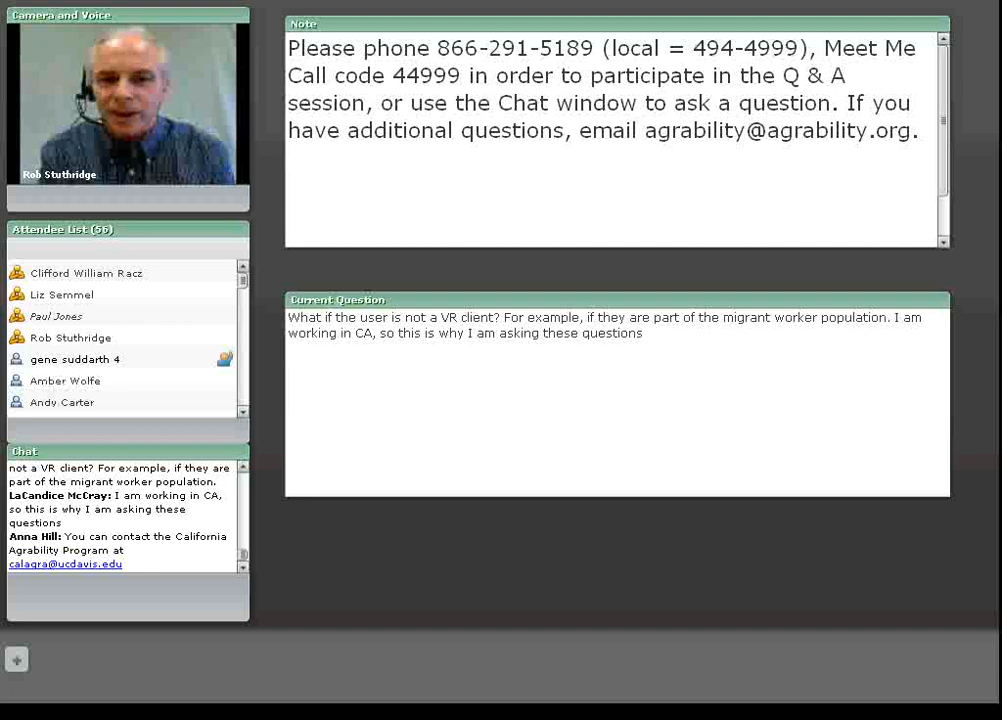 Camera and Voice
Rob Stuthridge
Attendee List (56)
Clifford William Racz
Liz Semmel
Paul Jones
Rob Stuthridge
gene suddarth 4
Amber Wolfe
Andy Carter
Chat
not a VR client? For example, if they are
part of the migrant worker population.
LaCandice McCray: I am working in CA,
so this is why I am asking these
questions
Anna Hill: You can contact the California
Agrability Program at
calagra@ucdavis.edu
Note
Please phone 866-291-5189 (local = 494-4999), Meet Me
Call code 44999 in order to participate in the Q & A
session, or use the Chat window to ask a question. If you
have additional questions, email agrability@agrability.org.
Current Question
What if the user is not a VR client? For example, if they are part of the migrant worker population. I am
working in CA, so this is why I am asking these questions